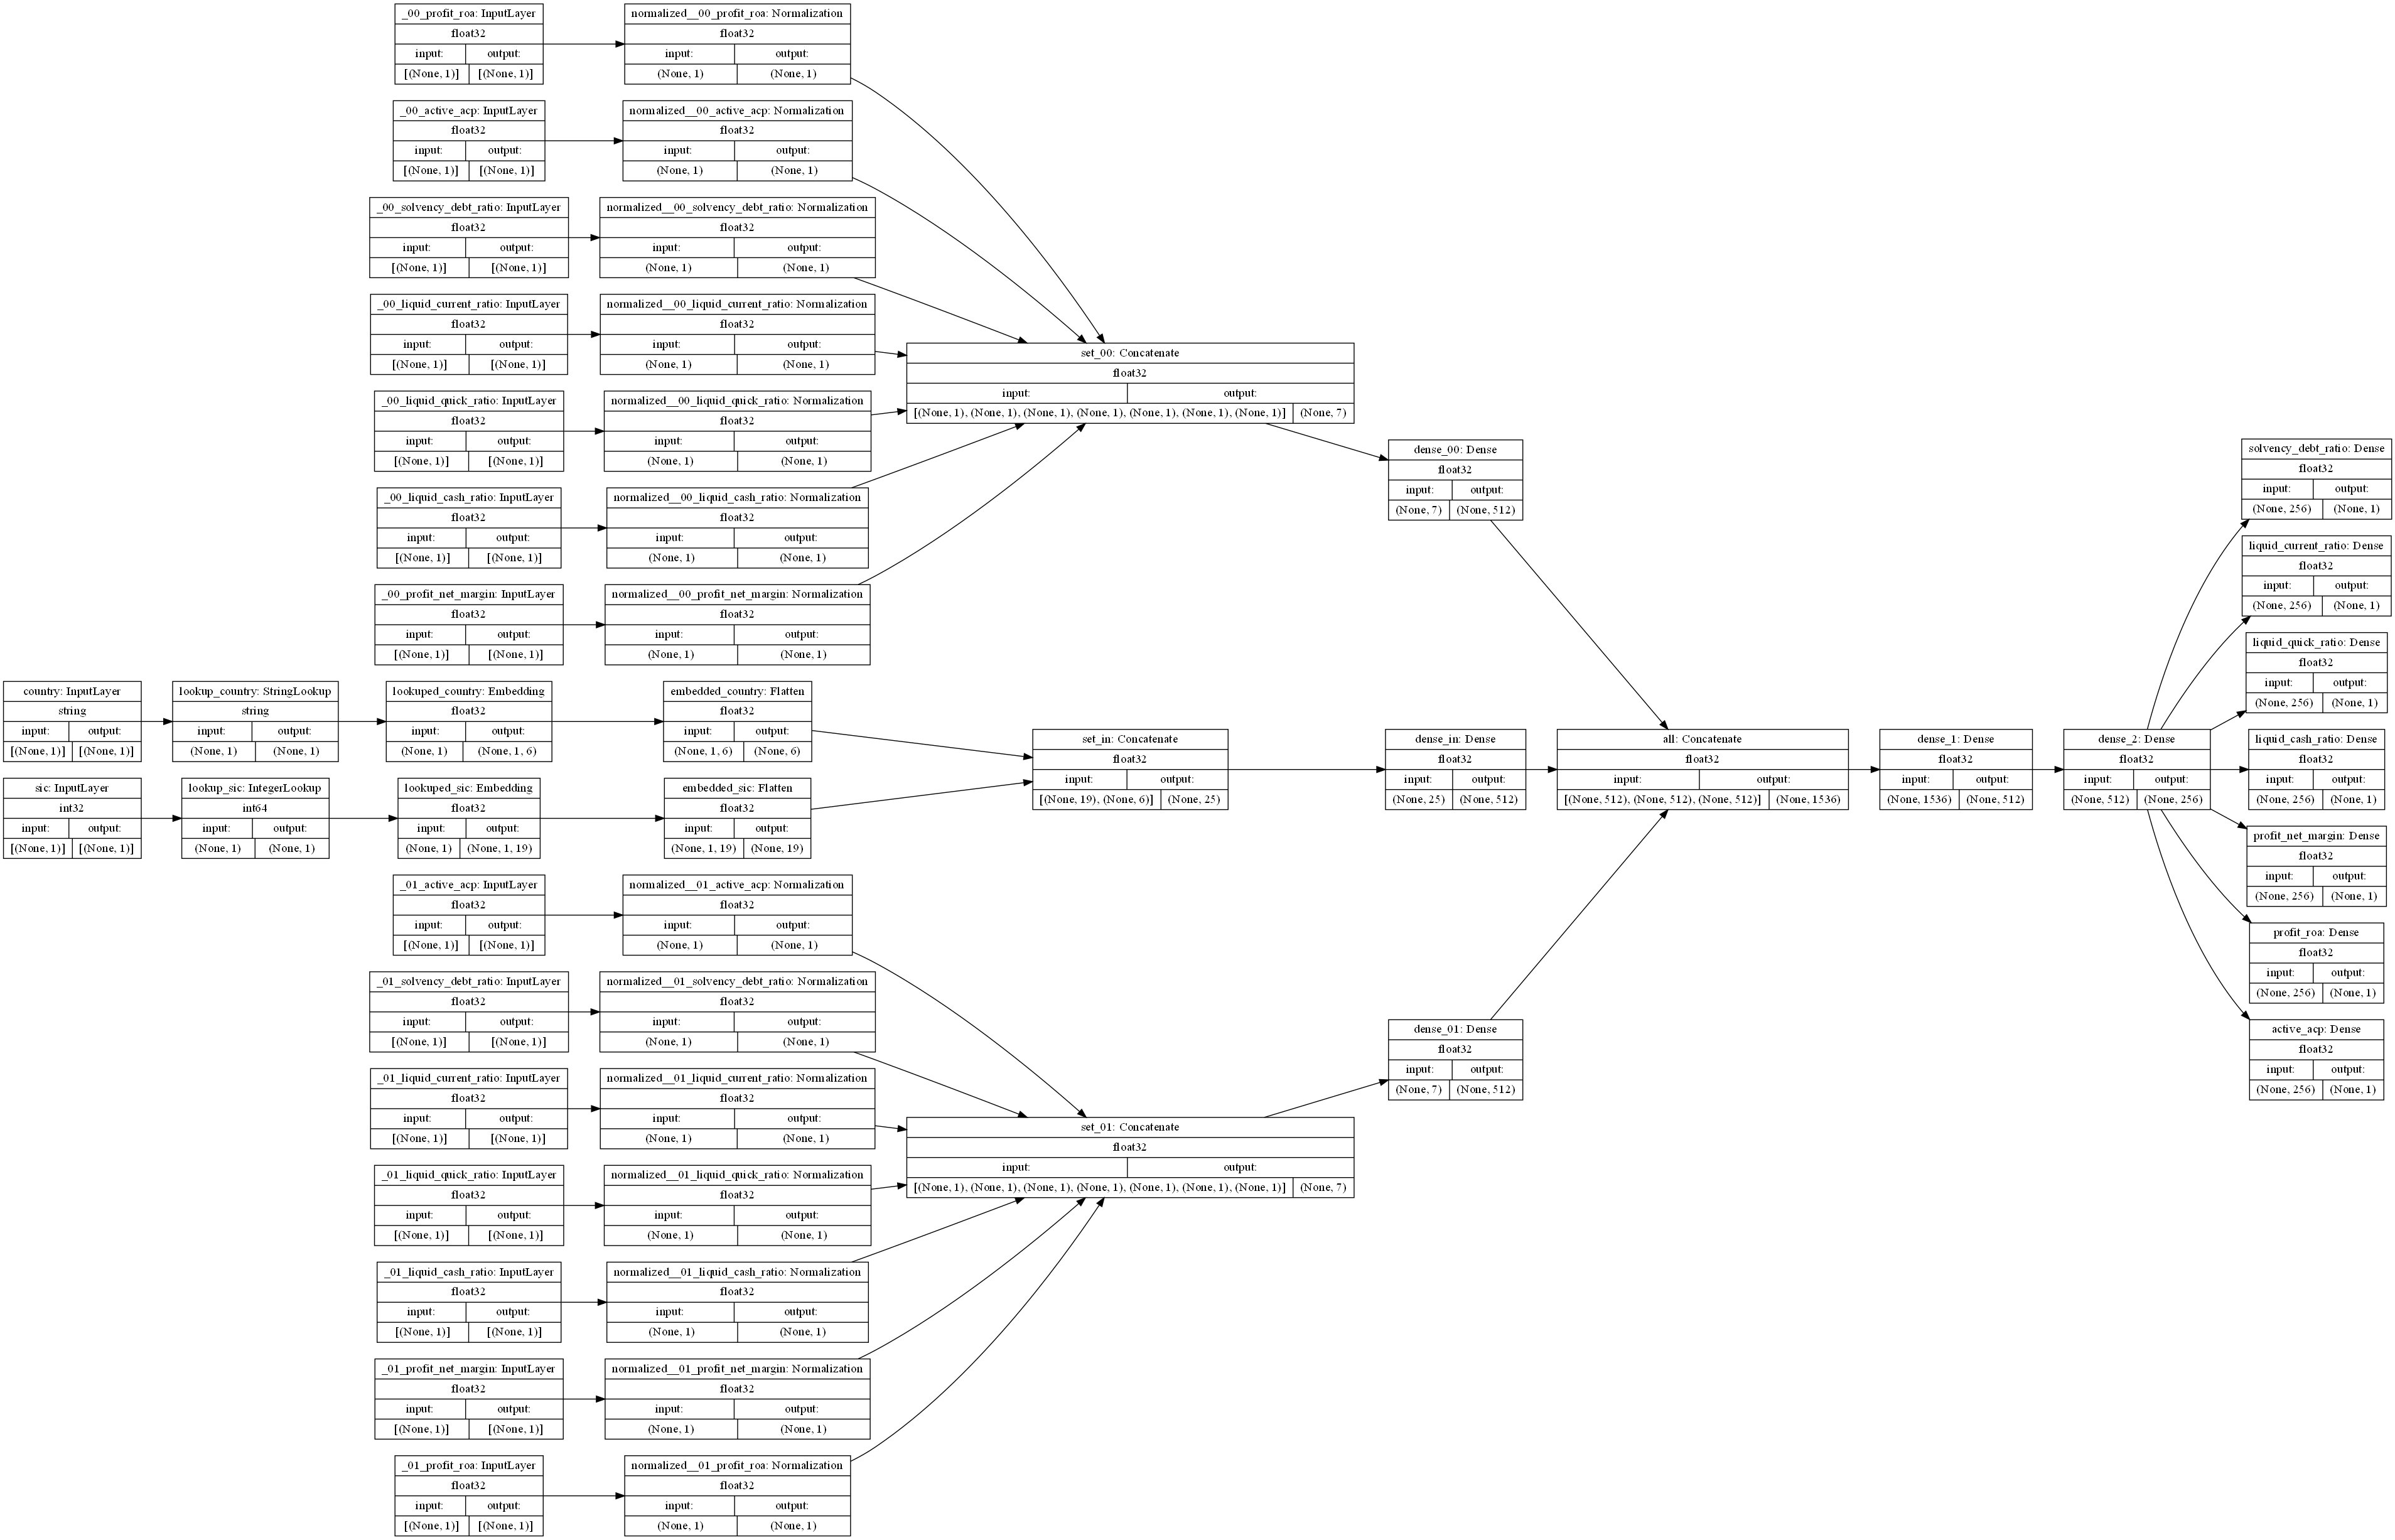 _00_profit_roa: InputLayer
float32
input: output:
[(None, 1)] [(None, 1)]
normalized__00_profit_roa: Normalization
float32
input: output:
(None, 1) (None, 1)
_00_active_acp: InputLayer
float32
input: output:
[(None, 1)] [(None, 1)]
normalized__00_active_acp: Normalization
float32
input: output:
(None, 1) (None, 1)
_00_solvency_debt_ratio: InputLayer
float32
input: output:
[(None, 1)] [(None, 1)]
normalized__00_solvency_debt_ratio: Normalization
float32
input: output:
(None, 1) (None, 1)
_00_liquid_current_ratio: InputLayer
float32
input: output:
[(None, 1)] [(None, 1)]
normalized__00_liquid_current_ratio: Normalization
float32
input: output:
(None, 1) (None, 1)
_00_liquid_quick_ratio: InputLayer
float32
input: output:
[(None, 1)] [(None, 1)]
normalized__00_liquid_quick_ratio: Normalization
float32
input: output:
(None, 1) (None, 1)
_00_liquid_cash_ratio: InputLayer
float32
input: output:
[(None, 1)] [(None, 1)]
normalized__00_liquid_cash_ratio: Normalization
float32
input: output:
(None, 1) (None, 1)
_00_profit_net_margin: InputLayer
float32
input: output:
[(None, 1)] [(None, 1)]
normalized__00_profit_net_margin: Normalization
float32
input: output:
(None, 1) (None, 1)
set_00: Concatenate
float32
input: output:
[(None, 1), (None, 1), (None, 1), (None, 1), (None, 1), (None, 1), (None, 1)] (None, 7)
dense_00: Dense
float32
input: output:
(None, 7) (None, 512)
country: InputLayer
string
input: output:
[(None, 1)] [(None, 1)]
lookup_country: StringLookup
string
input: output:
(None, 1) (None, 1)
lookuped_country: Embedding
float32
input: output:
(None, 1) (None, 1, 6)
embedded_country: Flatten
float32
input: output:
(None, 1, 6) (None, 6)
sic: InputLayer
int32
input: output:
[(None, 1)] [(None, 1)]
lookup_sic: IntegerLookup
int64
input: output:
(None, 1) (None, 1)
lookuped_sic: Embedding
float32
input: output:
(None, 1) (None, 1, 19)
embedded_sic: Flatten
float32
input: output:
(None, 1, 19) (None, 19)
set_in: Concatenate
float32
input: output:
[(None, 19), (None, 6)] (None, 25)
dense_in: Dense
float32
input: output:
(None, 25) (None, 512)
all: Concatenate
float32
input: output:
[(None, 512), (None, 512), (None, 512)] (None, 1536)
dense_1: Dense
float32
input: output:
(None, 1536) (None, 512)
dense_2: Dense
float32
input: output:
(None, 512) (None, 256)
solvency_debt_ratio: Dense
float32
input: output:
(None, 256) (None, 1)
liquid_current_ratio: Dense
float32
input: output:
(None, 256) (None, 1)
liquid_quick_ratio: Dense
float32
input: output:
(None, 256) (None, 1)
liquid_cash_ratio: Dense
float32
input: output:
(None, 256) (None, 1)
profit_net_margin: Dense
float32
input: output:
(None, 256) (None, 1)
profit_roa: Dense
float32
input: output:
(None, 256) (None, 1)
active_acp: Dense
float32
input: output:
(None, 256) (None, 1)
_01_active_acp: InputLayer
float32
input: output:
[(None, 1)] [(None, 1)]
normalized__01_active_acp: Normalization
float32
input: output:
(None, 1) (None, 1)
_01_solvency_debt_ratio: InputLayer
float32
input: output:
[(None, 1)] [(None, 1)]
normalized__01_solvency_debt_ratio: Normalization
float32
input: output:
(None, 1) (None, 1)
_01_liquid_current_ratio: InputLayer
float32
input: output:
[(None, 1)] [(None, 1)]
normalized__01_liquid_current_ratio: Normalization
float32
input: output:
(None, 1) (None, 1)
_01_liquid_quick_ratio: InputLayer
float32
input: output:
[(None, 1)] [(None, 1)]
normalized__01_liquid_quick_ratio: Normalization
float32
input: output:
(None, 1) (None, 1)
_01_liquid_cash_ratio: InputLayer
float32
input: output:
[(None, 1)] [(None, 1)]
normalized__01_liquid_cash_ratio: Normalization
float32
input: output:
(None, 1) (None, 1)
_01_profit_net_margin: InputLayer
float32
input: output:
[(None, 1)] [(None, 1)]
normalized__01_profit_net_margin: Normalization
float32
input: output:
(None, 1) (None, 1)
_01_profit_roa: InputLayer
float32
input: output:
[(None, 1)] [(None, 1)]
normalized__01_profit_roa: Normalization
float32
input: output:
(None, 1) (None, 1)
set_01: Concatenate
float32
input: output:
[(None, 1), (None, 1), (None, 1), (None, 1), (None, 1), (None, 1), (None, 1)] (None, 7)
dense_01: Dense
float32
input: output:
(None, 7) (None, 512)